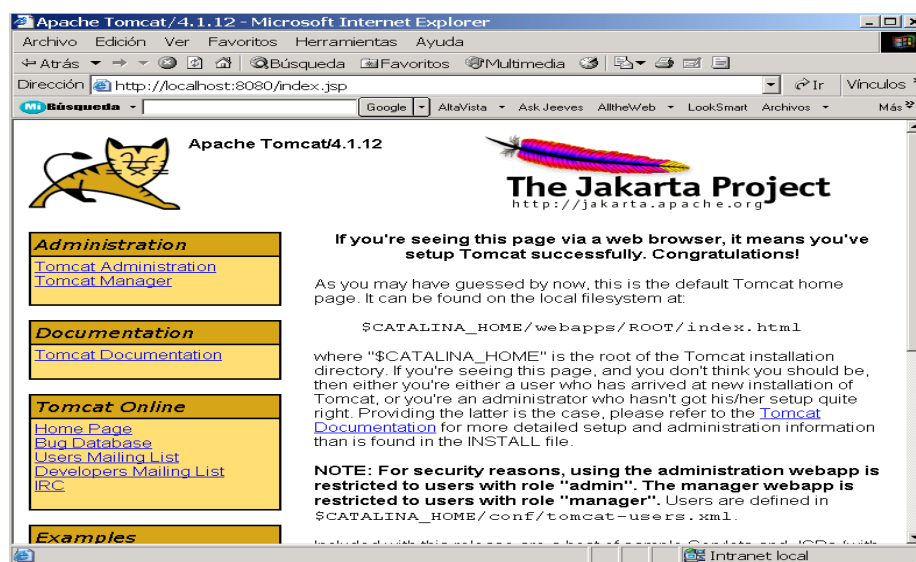 Apache Tomcat/4.1.12 - Microsoft Internet Explorer
Archivo Edición Ver Favoritos Herramientas Ayuda
Atrás Búsqueda Favoritos Multimedia
Dirección http://localhost:8080/index.jsp Ir Vínculos
Mi Búsqueda Google AltaVista Ask Jeeves AlltheWeb LookSmart Archivos Más
Apache Tomcat/4.1.12
The Jakarta Project
http://jakarta.apache.org
Administration
Tomcat Administration
Tomcat Manager
Documentation
Tomcat Documentation
Tomcat Online
Home Page
Bug Database
Users Mailing List
Developers Mailing List
IRC
Examples
If you're seeing this page via a web browser, it means you've
setup Tomcat successfully. Congratulations!
As you may have guessed by now, this is the default Tomcat home
page. It can be found on the local filesystem at:
$CATALINA_HOME/webapps/ROOT/index.html
where "$CATALINA_HOME" is the root of the Tomcat installation
directory. If you're seeing this page, and you don't think you should be,
then either you're either a user who has arrived at new installation of
Tomcat, or you're an administrator who hasn't got his/her setup quite
right. Providing the latter is the case, please refer to the Tomcat
Documentation for more detailed setup and administration information
than is found in the INSTALL file.
NOTE: For security reasons, using the administration webapp is
restricted to users with role "admin". The manager webapp is
restricted to users with role "manager". Users are defined in
$CATALINA_HOME/conf/tomcat-users.xml.
Intranet local